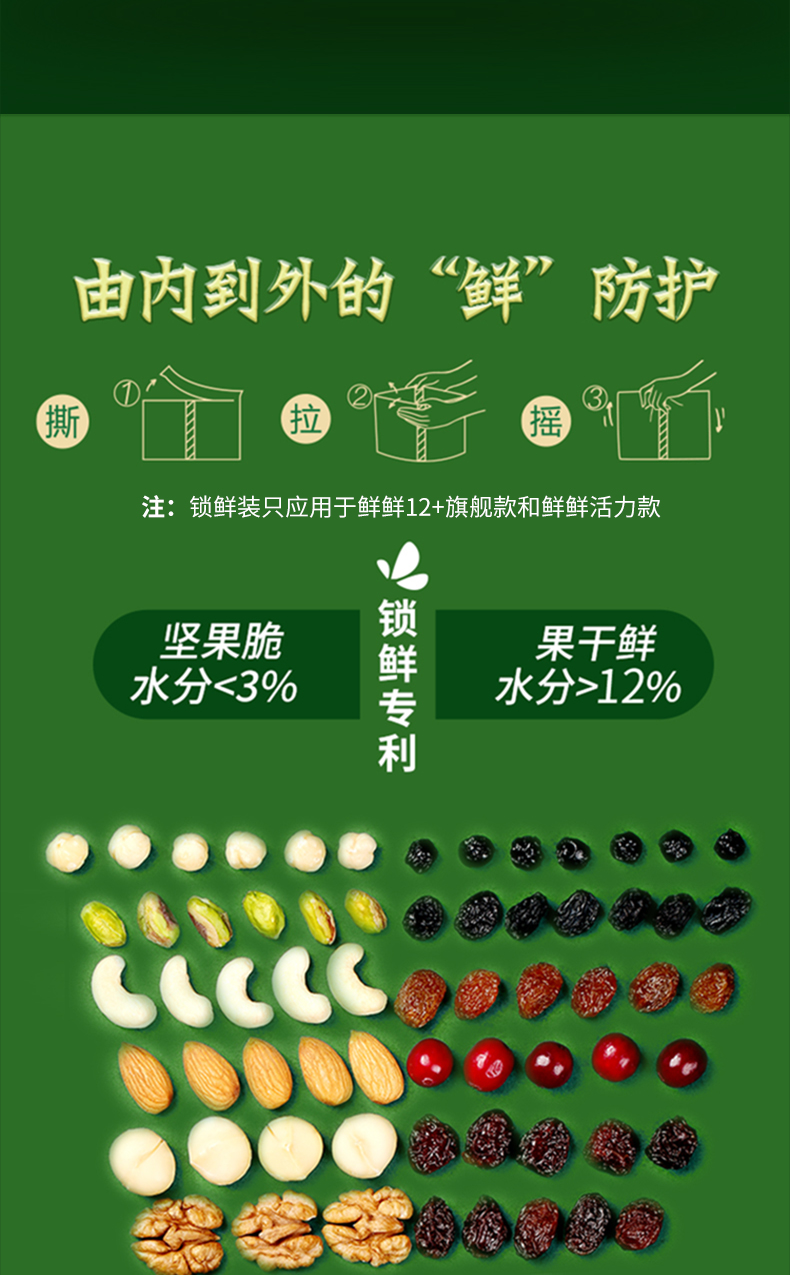 由内到外的“鲜”防护
撕 ① 拉 ② 摇 ③
注：锁鲜装只应用于鲜鲜12+旗舰款和鲜鲜活力款
坚果脆
水分<3%
锁鲜专利
果干鲜
水分>12%